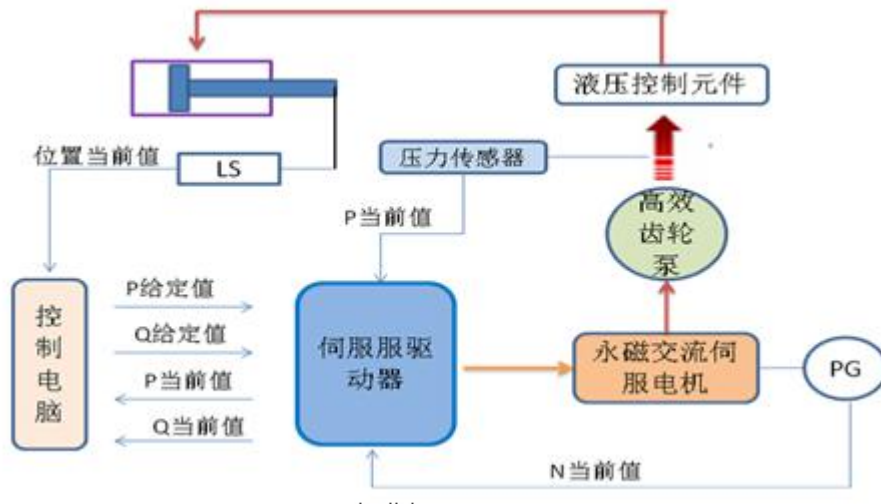 液压控制元件
位置当前值
LS
压力传感器
P当前值
高效
齿轮
泵
控
制
电
脑
P给定值
Q给定值
P当前值
Q当前值
伺服服驱
动器
永磁交流伺
服电机
PG
N当前值